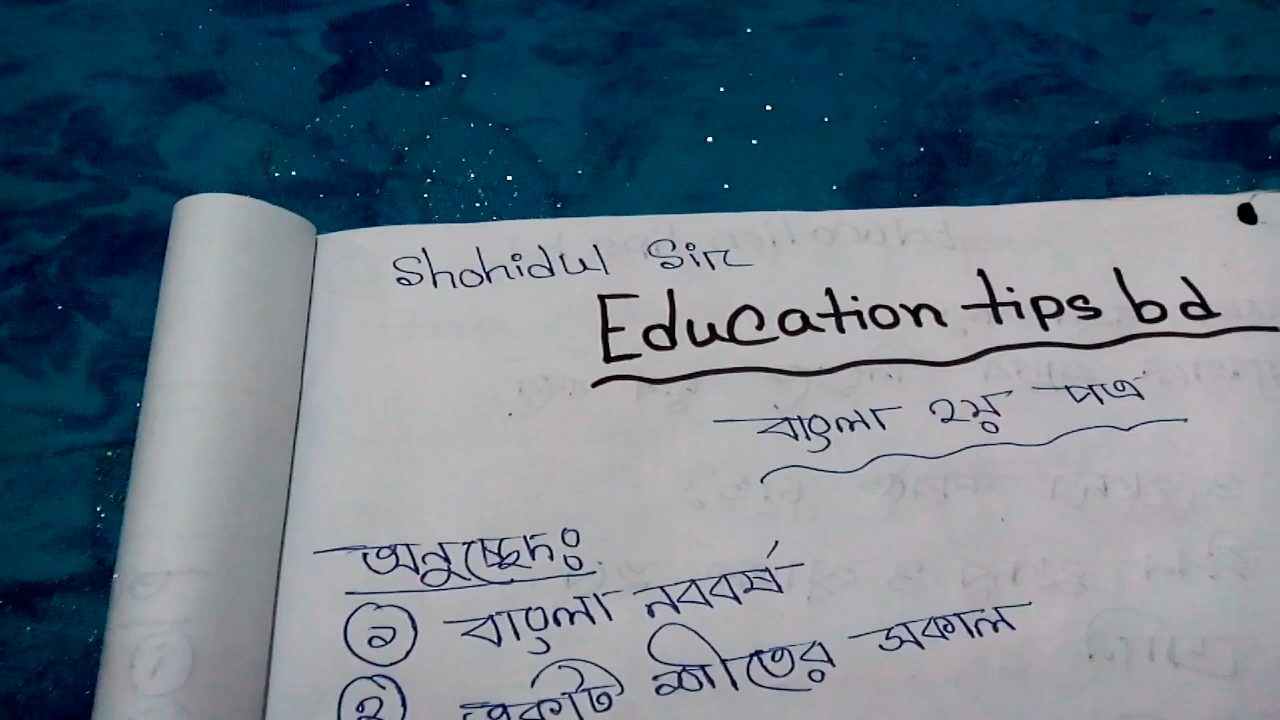 Shohidul Sir
Education tips bd
বাংলা ২য় পত্র
অনুচ্ছেদঃ
১ বাংলা নববর্ষ
২ একটি শীতের সকাল